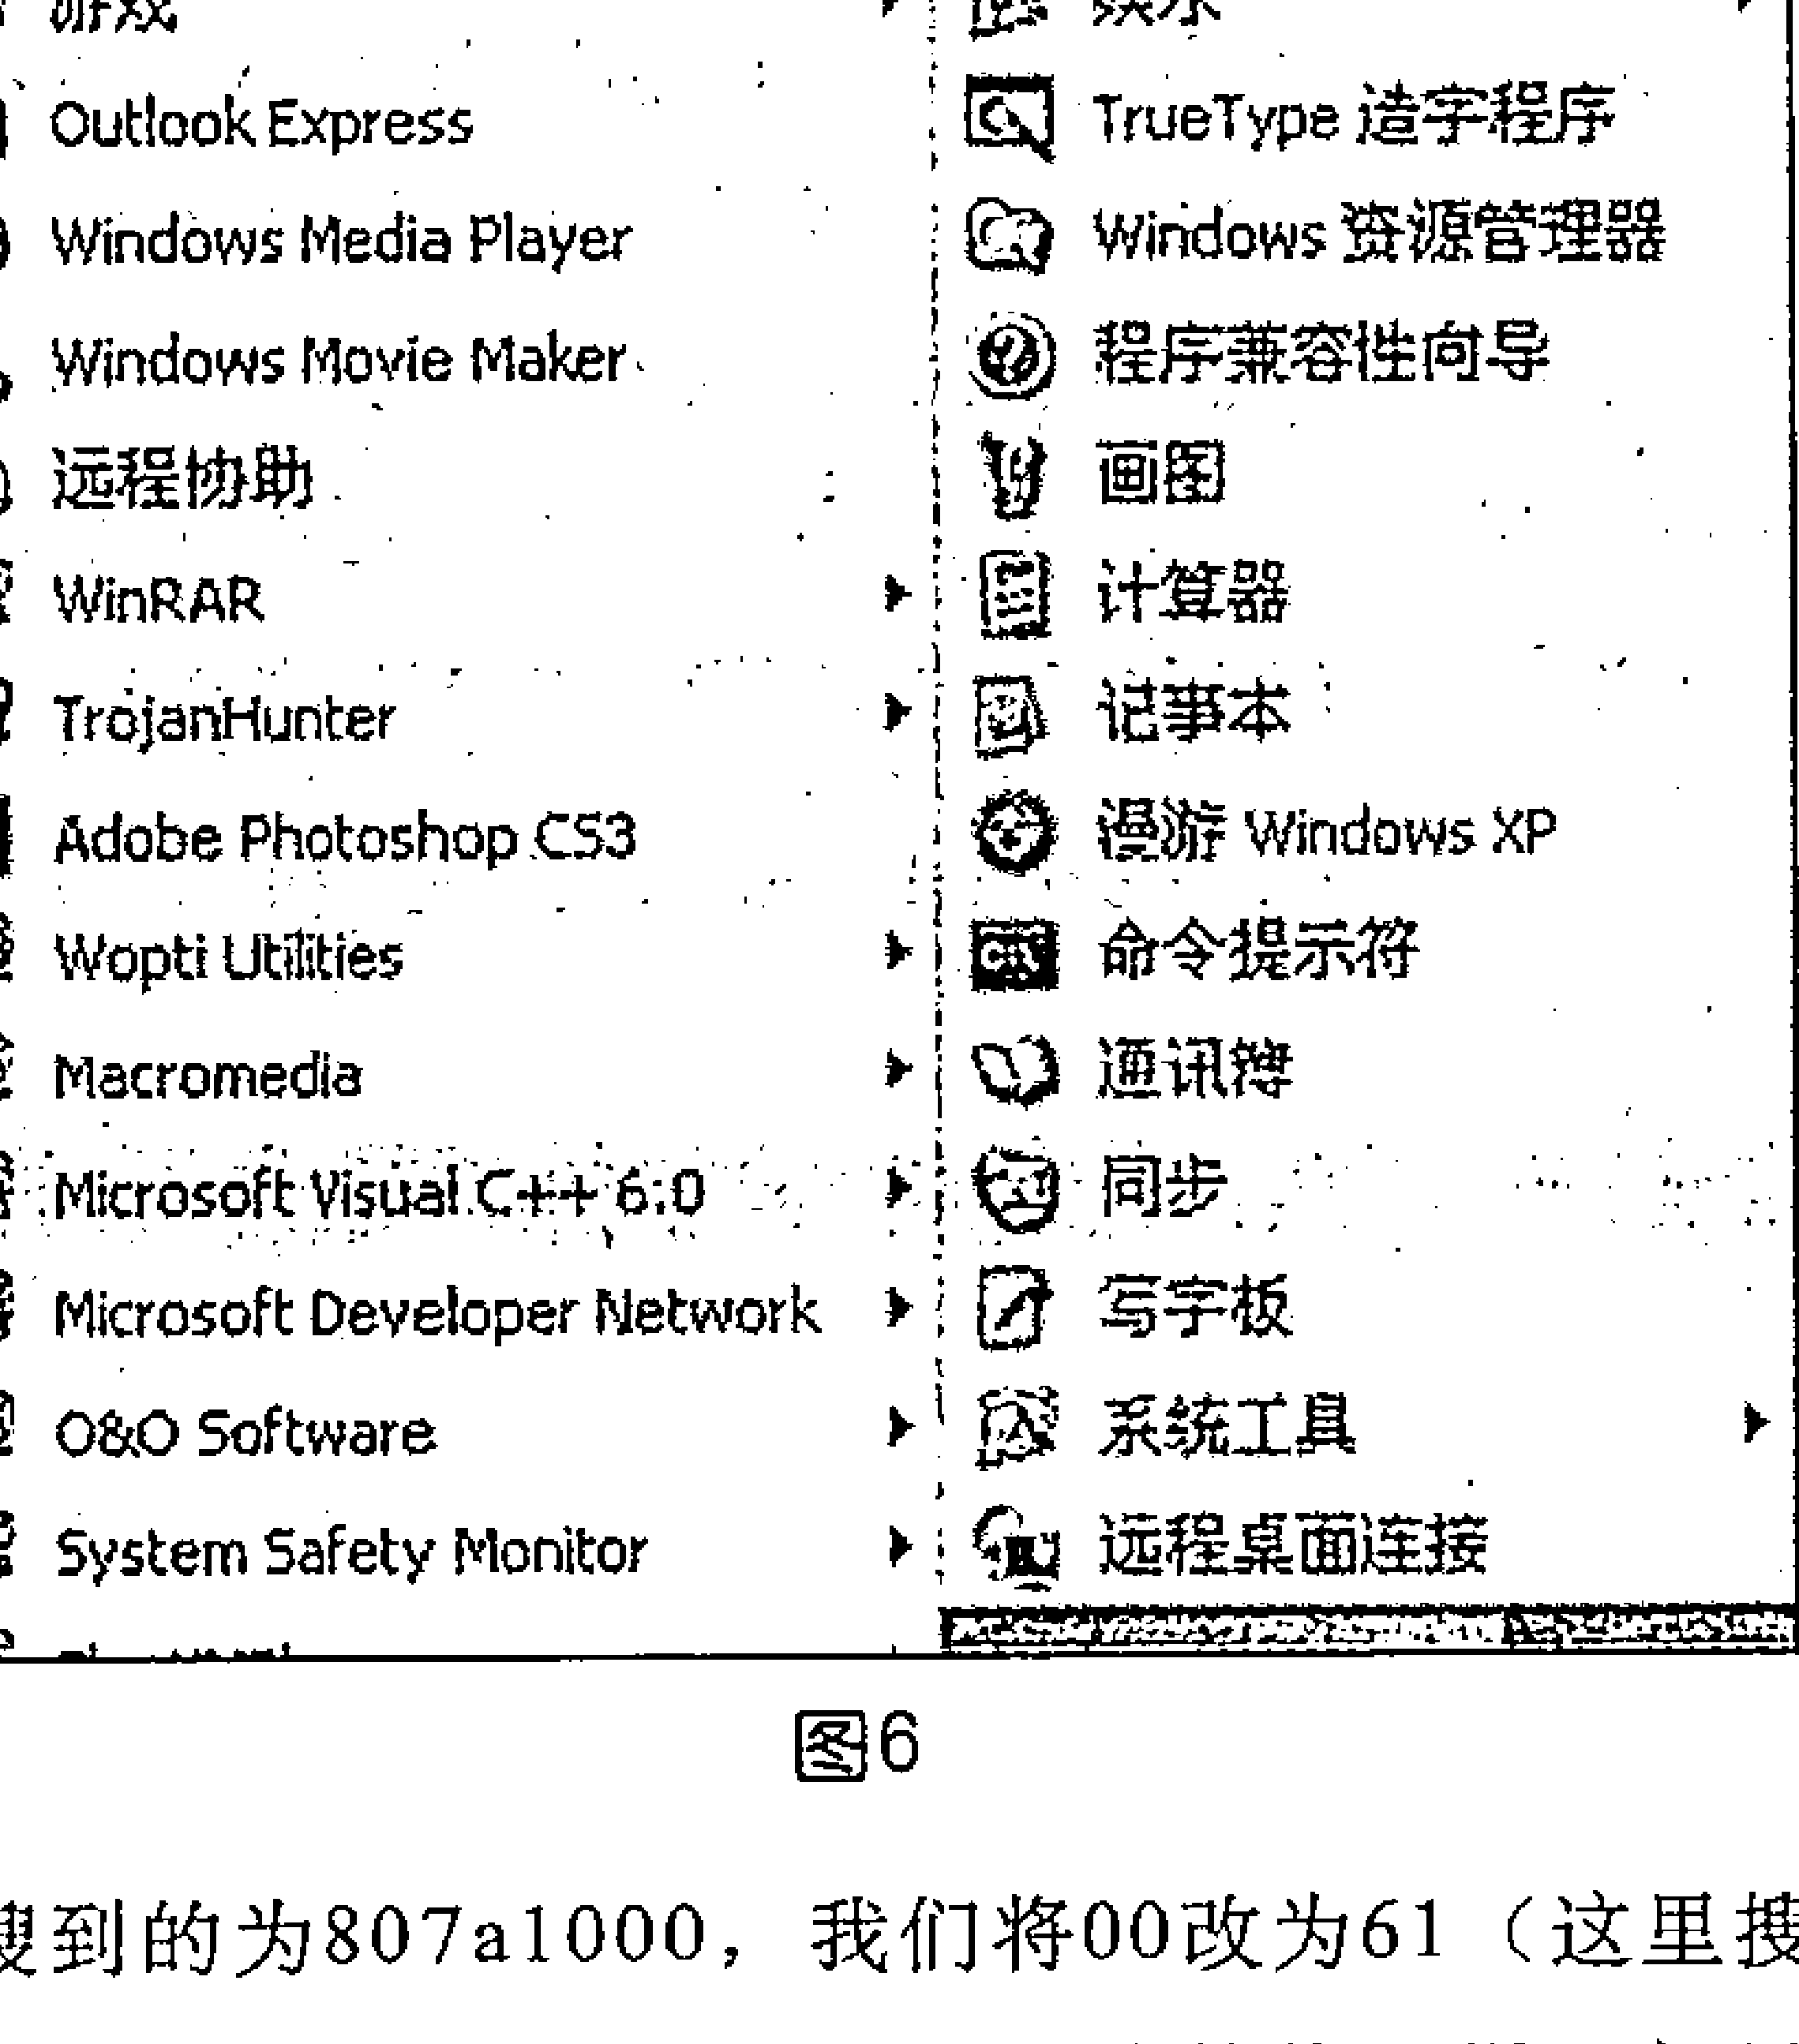 游戏
Outlook Express
Windows Media Player
Windows Movie Maker
远程协助
WinRAR
TrojanHunter
Adobe Photoshop CS3
Wopti Utilities
Macromedia
Microsoft Visual C++ 6.0
Microsoft Developer Network
O&O Software
System Safety Monitor
娱乐
TrueType 造字程序
Windows 资源管理器
程序兼容性向导
画图
计算器
记事本
漫游 Windows XP
命令提示符
通讯簿
同步
写字板
系统工具
远程桌面连接
图6
搜到的为807a1000，我们将00改为61（这里搜